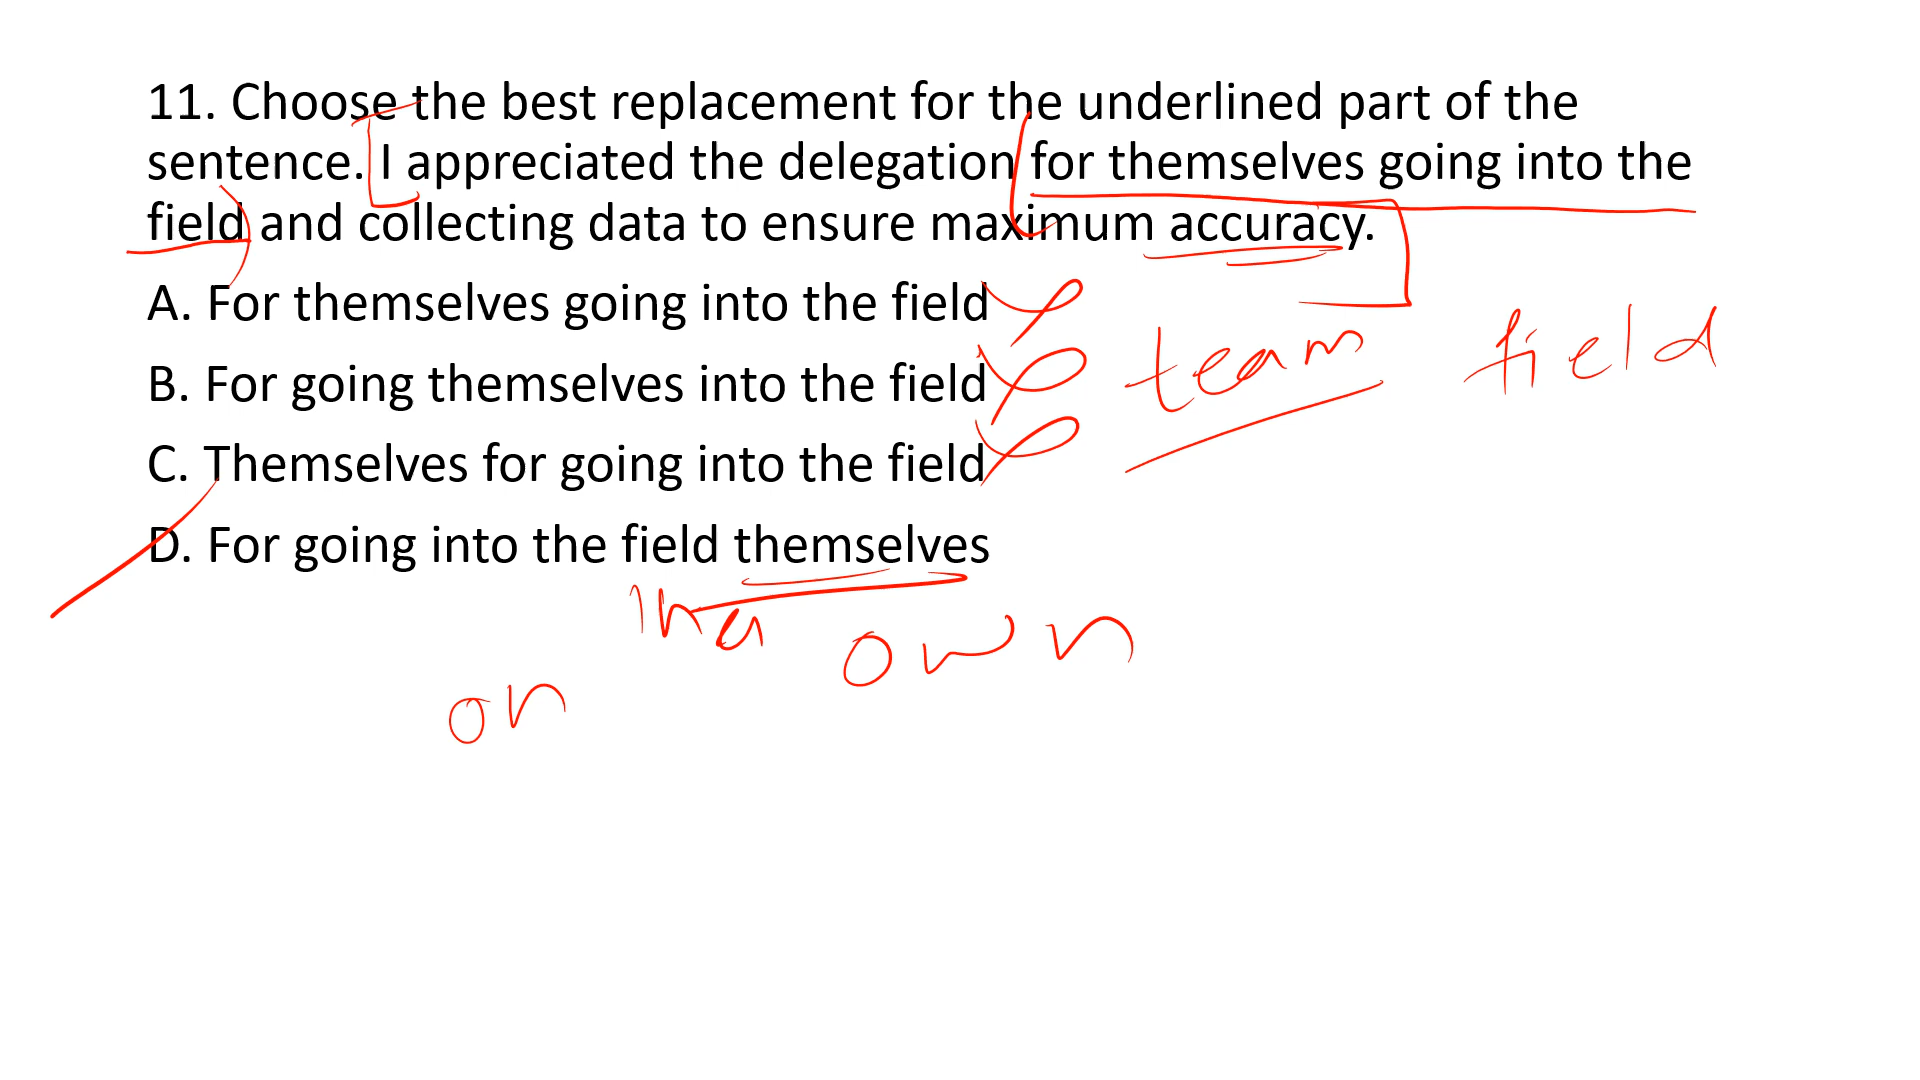 11. Choose the best replacement for the underlined part of the
sentence. I appreciated the delegation for themselves going into the
field and collecting data to ensure maximum accuracy.
A. For themselves going into the field
B. For going themselves into the field
C. Themselves for going into the field
D. For going into the field themselves
team field
own
on